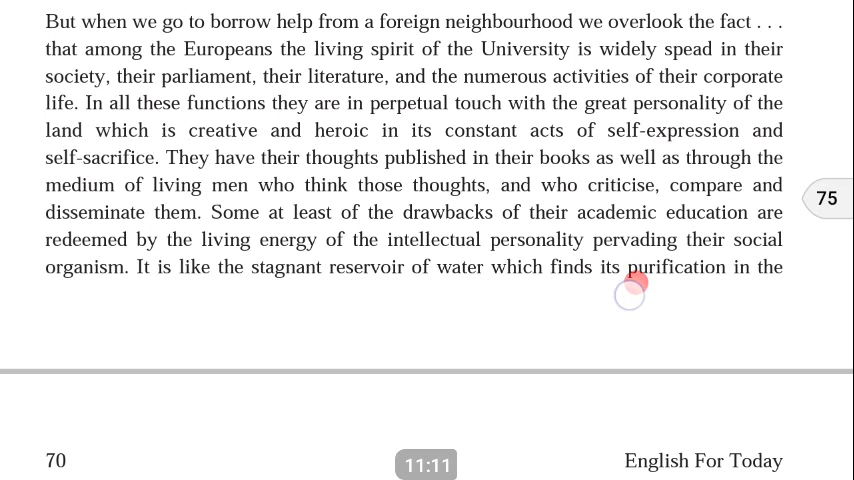 But when we go to borrow help from a foreign neighbourhood we overlook the fact . . .
that among the Europeans the living spirit of the University is widely spead in their
society, their parliament, their literature, and the numerous activities of their corporate
life. In all these functions they are in perpetual touch with the great personality of the
land which is creative and heroic in its constant acts of self-expression and
self-sacrifice. They have their thoughts published in their books as well as through the
medium of living men who think those thoughts, and who criticise, compare and
disseminate them. Some at least of the drawbacks of their academic education are
redeemed by the living energy of the intellectual personality pervading their social
organism. It is like the stagnant reservoir of water which finds its purification in the
75
70
11:11
English For Today